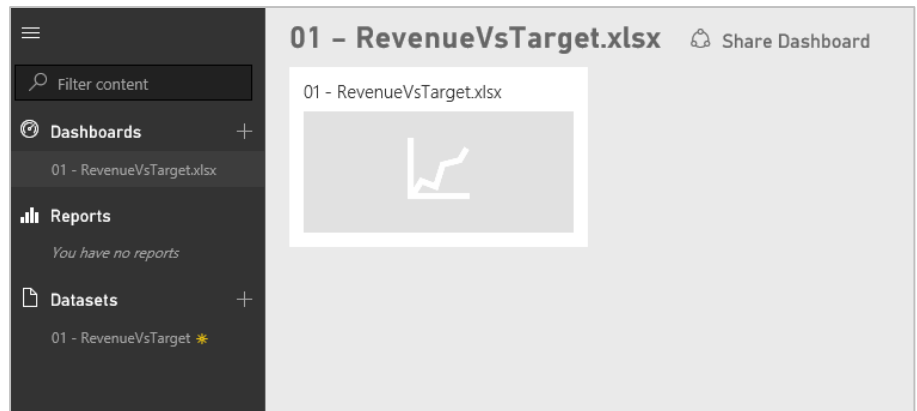 Filter content
Dashboards
01 - RevenueVsTarget.xlsx
Reports
You have no reports
Datasets
01 - RevenueVsTarget
01 – RevenueVsTarget.xlsx
Share Dashboard
01 - RevenueVsTarget.xlsx